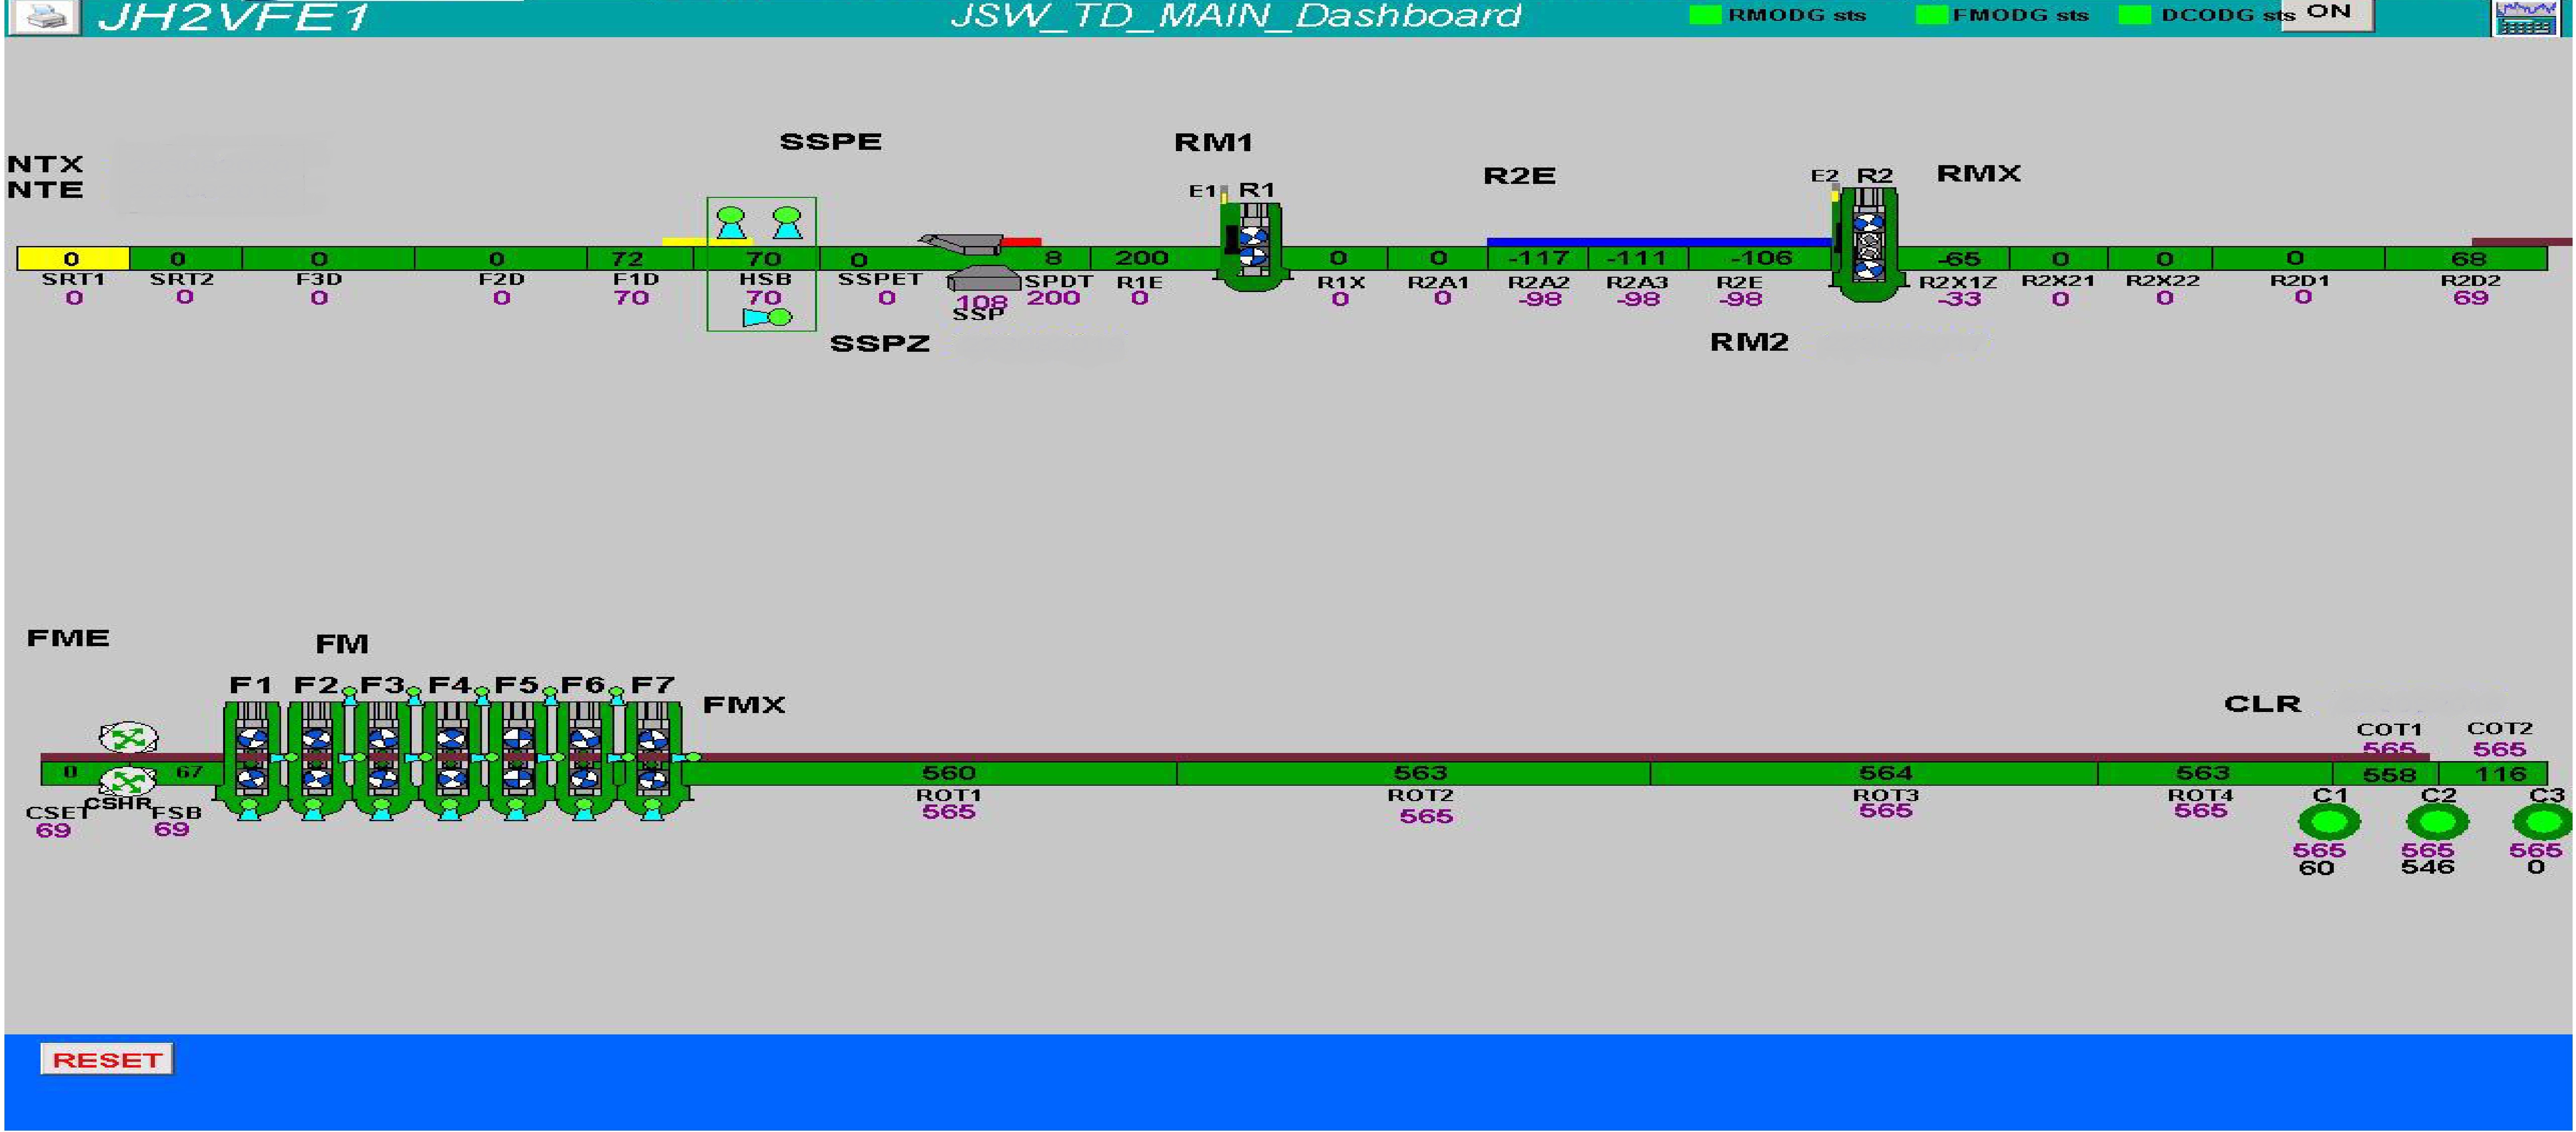 JH2VFE1 JSW_TD_MAIN_Dashboard RMODG sts FMODG sts DCODG sts ON
SSPE RM1
NTX R2E RMX
NTE E1 R1 E2 R2
0 0 0 0 72 70 0 8 200 0 0 -117 -111 -106 -65 0 0 0 68
SRT1 SRT2 F3D F2D F1D HSB SSPET SPDT R1E R1X R2A1 R2A2 R2A3 R2E R2X1Z R2X21 R2X22 R2D1 R2D2
0 0 0 0 70 70 0 108 200 0 0 0 -98 -98 -98 -33 0 0 0 69
SSP
SSPZ RM2
FME FM
F1 F2 F3 F4 F5 F6 F7
FMX CLR
COT1 COT2
565 565
0 67 560 563 564 563 558 116
CSET CSHR FSB ROT1 ROT2 ROT3 ROT4 C1 C2 C3
69 69 565 565 565 565
565 565 565
60 546 0
RESET